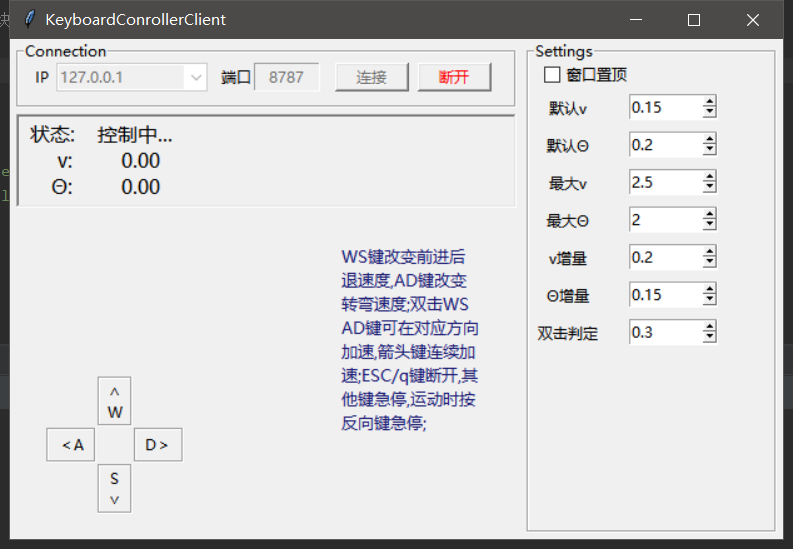 KeyboardConrollerClient
Connection
IP 127.0.0.1 端口 8787 连接 断开
状态: 控制中...
v: 0.00
Θ: 0.00
WS键改变前进后
退速度,AD键改变
转弯速度;双击WS
AD键可在对应方向
加速,箭头键连续加
速;ESC/q键断开,其
他键急停,运动时按
反向键急停;
^
W
< A
D >
S
v
Settings
窗口置顶
默认v 0.15
默认Θ 0.2
最大v 2.5
最大Θ 2
v增量 0.2
Θ增量 0.15
双击判定 0.3